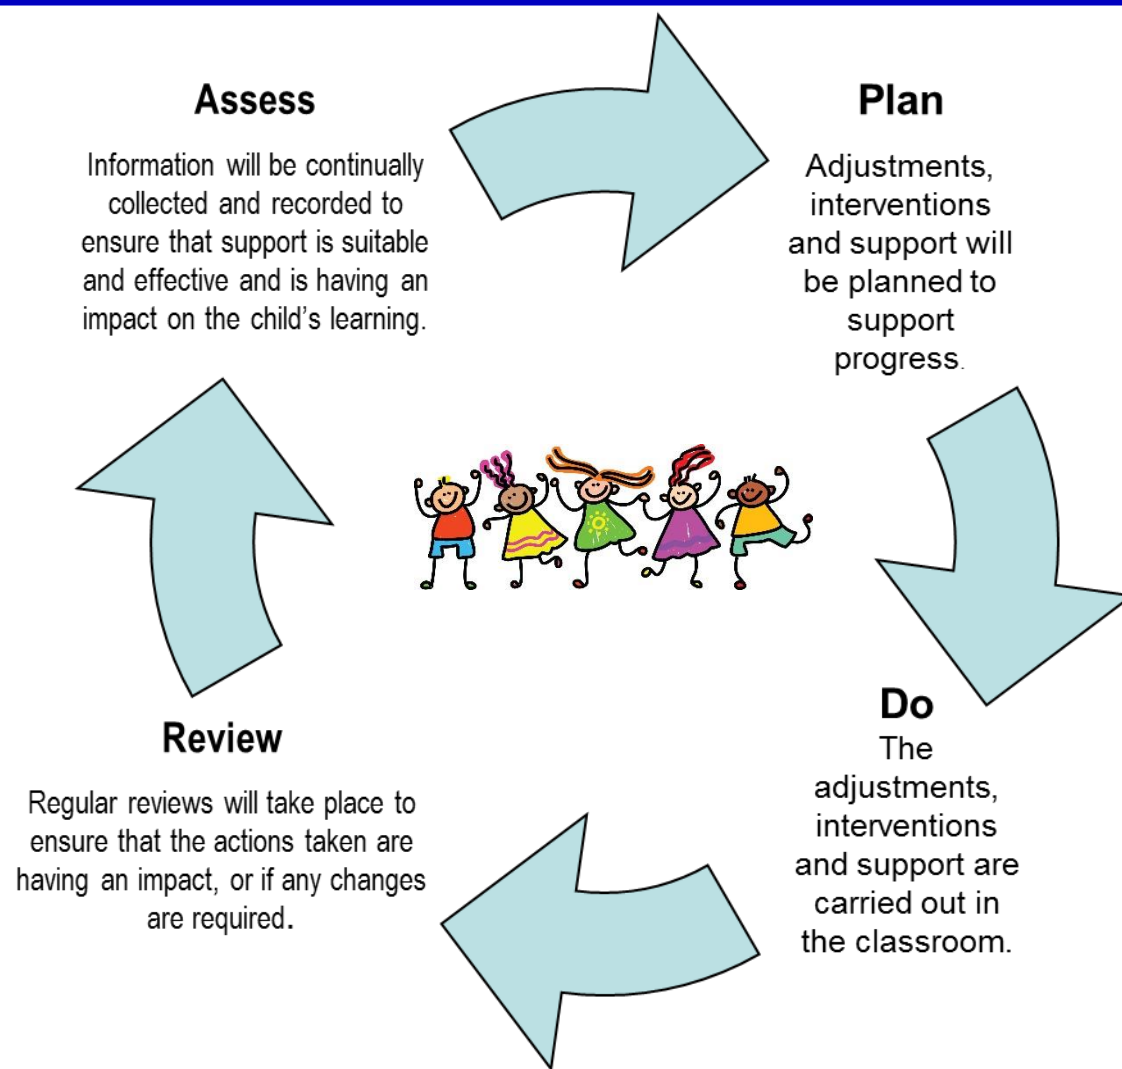 Assess
Information will be continually
collected and recorded to
ensure that support is suitable
and effective and is having an
impact on the child’s learning.
Plan
Adjustments,
interventions
and support will
be planned to
support
progress.
Do
The
adjustments,
interventions
and support are
carried out in
the classroom.
Review
Regular reviews will take place to
ensure that the actions taken are
having an impact, or if any changes
are required.